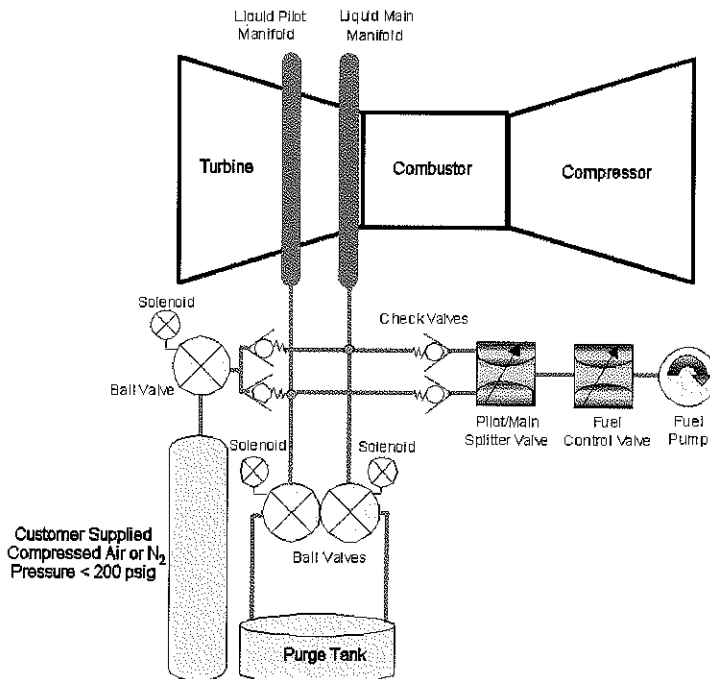 Liquid Pilot
Manifold
Liquid Main
Manifold
Turbine
Combustor
Compressor
Solenoid
Check Valves
Ball Valve
Pilot/Main
Splitter Valve
Fuel
Control Valve
Fuel
Pump
Solenoid
Solenoid
Customer Supplied
Compressed Air or N2
Pressure < 200 psig
Ball Valves
Purge Tank